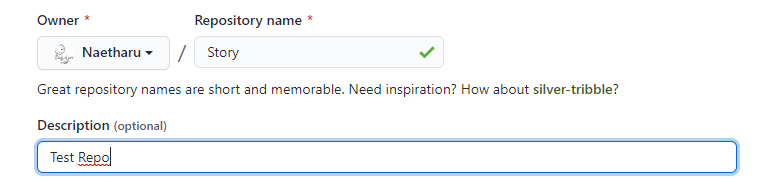 Owner * Repository name *
Naetharu / Story
Great repository names are short and memorable. Need inspiration? How about silver-tribble?
Description (optional)
Test Repo